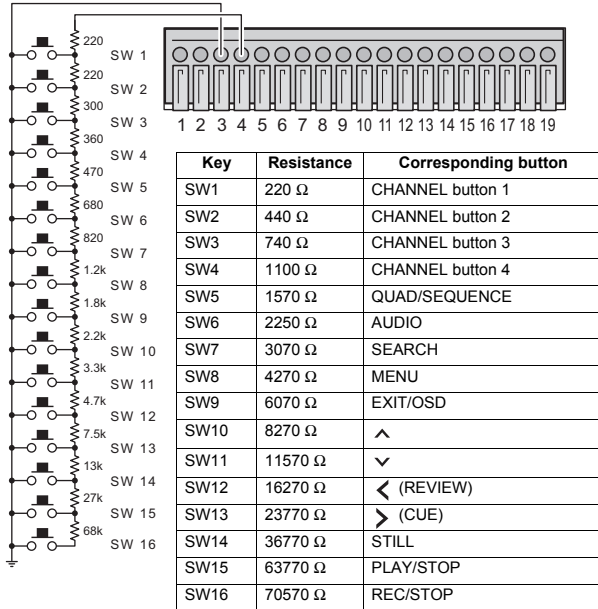 220
SW 1
220
SW 2
300
SW 3
360
SW 4
470
SW 5
680
SW 6
820
SW 7
1.2k
SW 8
1.8k
SW 9
2.2k
SW 10
3.3k
SW 11
4.7k
SW 12
7.5k
SW 13
13k
SW 14
27k
SW 15
68k
SW 16
1 2 3 4 5 6 7 8 9 10 11 12 13 14 15 16 17 18 19
Key Resistance Corresponding button
SW1 220 Ω CHANNEL button 1
SW2 440 Ω CHANNEL button 2
SW3 740 Ω CHANNEL button 3
SW4 1100 Ω CHANNEL button 4
SW5 1570 Ω QUAD/SEQUENCE
SW6 2250 Ω AUDIO
SW7 3070 Ω SEARCH
SW8 4270 Ω MENU
SW9 6070 Ω EXIT/OSD
SW10 8270 Ω
SW11 11570 Ω
SW12 16270 Ω (REVIEW)
SW13 23770 Ω (CUE)
SW14 36770 Ω STILL
SW15 63770 Ω PLAY/STOP
SW16 70570 Ω REC/STOP